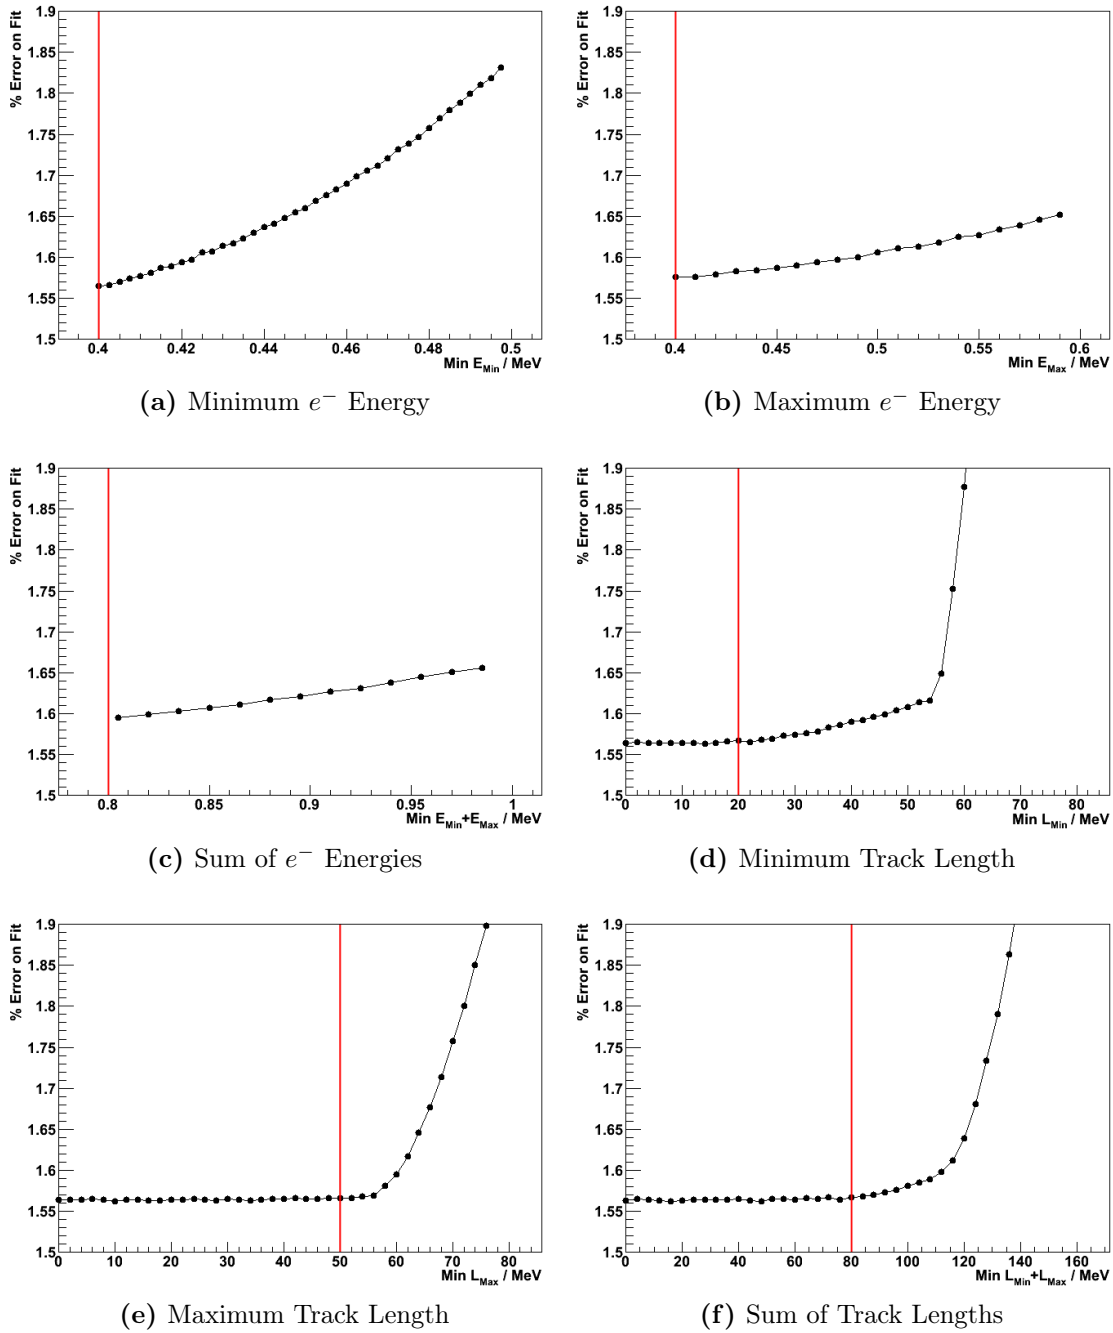 % Error on Fit
1.9
1.85
1.8
1.75
1.7
1.65
1.6
1.55
1.5
0.4 0.42 0.44 0.46 0.48 0.5
Min E_Min / MeV
(a) Minimum e⁻ Energy
% Error on Fit
1.9
1.85
1.8
1.75
1.7
1.65
1.6
1.55
1.5
0.4 0.45 0.5 0.55 0.6
Min E_Max / MeV
(b) Maximum e⁻ Energy
% Error on Fit
1.9
1.85
1.8
1.75
1.7
1.65
1.6
1.55
1.5
0.8 0.85 0.9 0.95 1
Min E_Min+E_Max / MeV
(c) Sum of e⁻ Energies
% Error on Fit
1.9
1.85
1.8
1.75
1.7
1.65
1.6
1.55
1.5
0 10 20 30 40 50 60 70 80
Min L_Min / MeV
(d) Minimum Track Length
% Error on Fit
1.9
1.85
1.8
1.75
1.7
1.65
1.6
1.55
1.5
0 10 20 30 40 50 60 70 80
Min L_Max / MeV
(e) Maximum Track Length
% Error on Fit
1.9
1.85
1.8
1.75
1.7
1.65
1.6
1.55
1.5
0 20 40 60 80 100 120 140 160
Min L_Min+L_Max / MeV
(f) Sum of Track Lengths